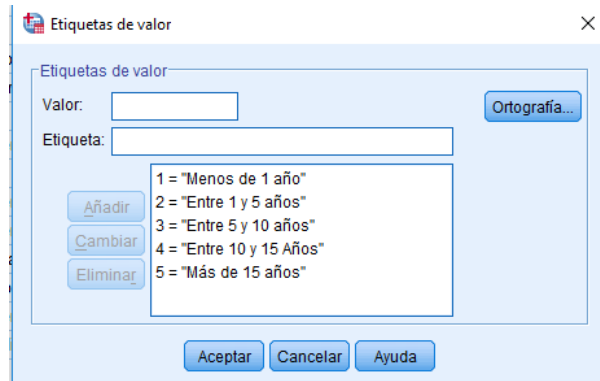 Etiquetas de valor
Etiquetas de valor
Valor:
Ortografía...
Etiqueta:
1 = "Menos de 1 año"
2 = "Entre 1 y 5 años"
3 = "Entre 5 y 10 años"
4 = "Entre 10 y 15 Años"
5 = "Más de 15 años"
Añadir
Cambiar
Eliminar
Aceptar Cancelar Ayuda